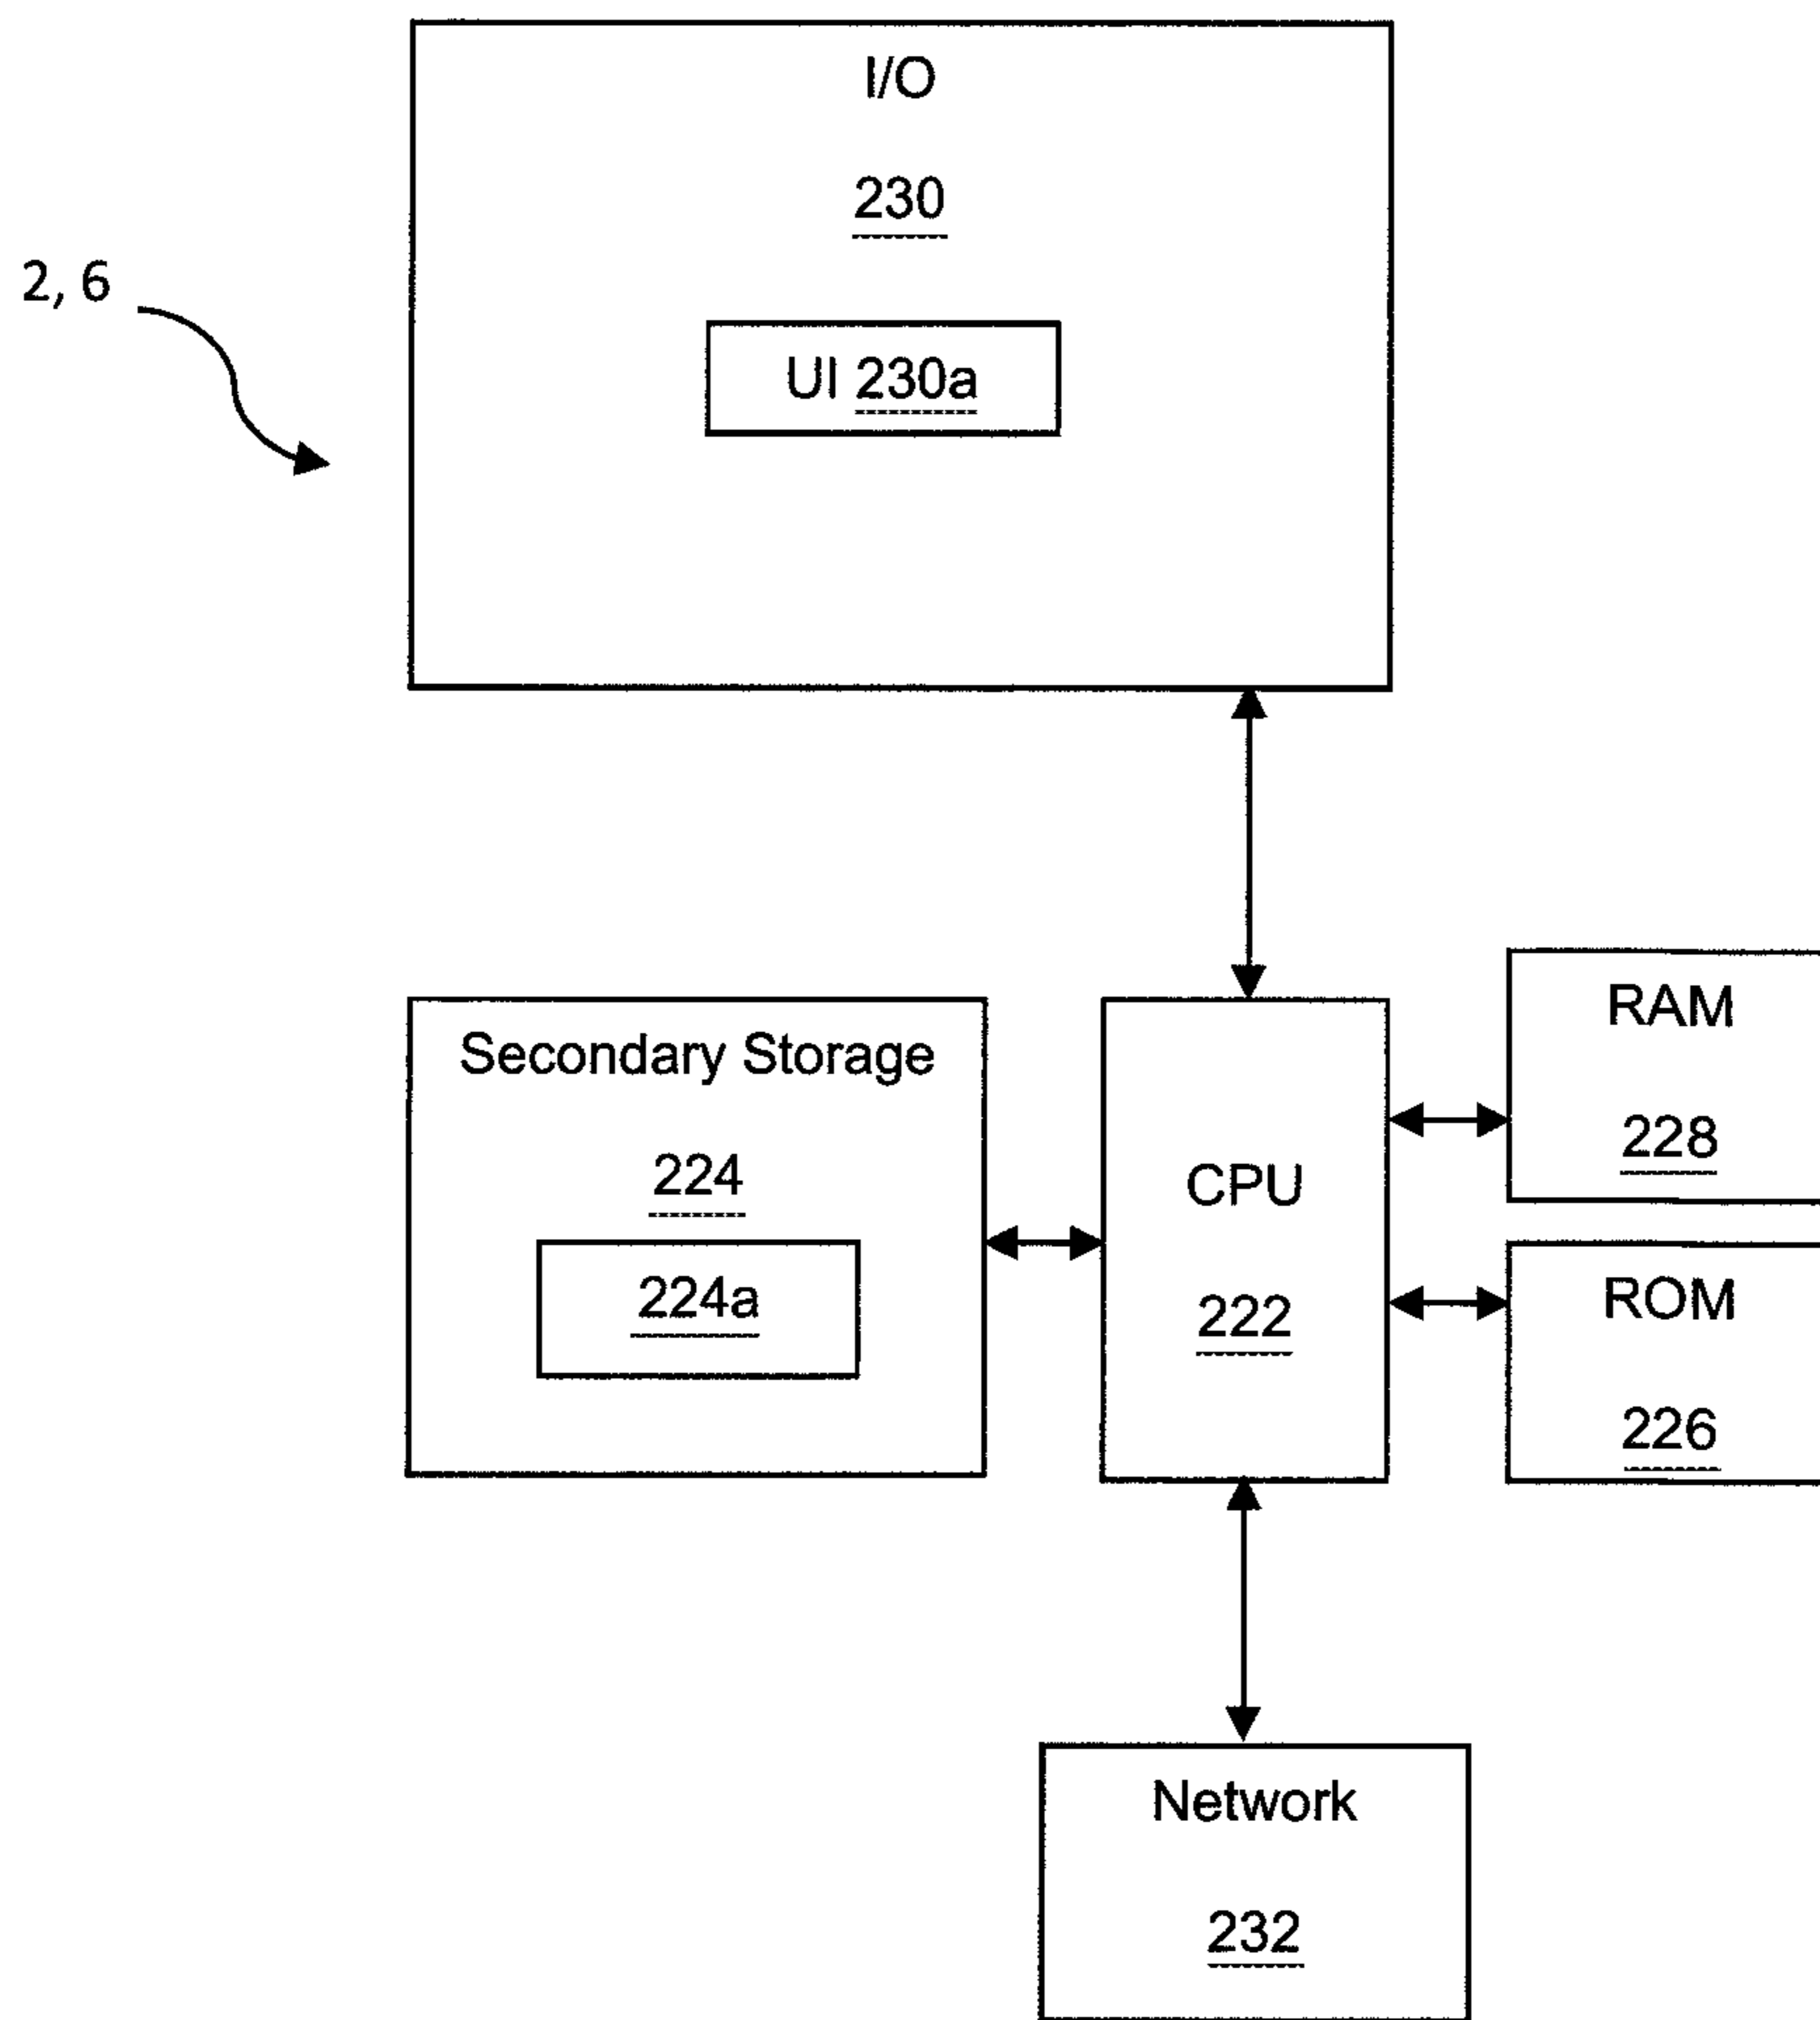 I/O
230
2, 6
UI 230a
Secondary Storage
224
224a
CPU
222
RAM
228
ROM
226
Network
232